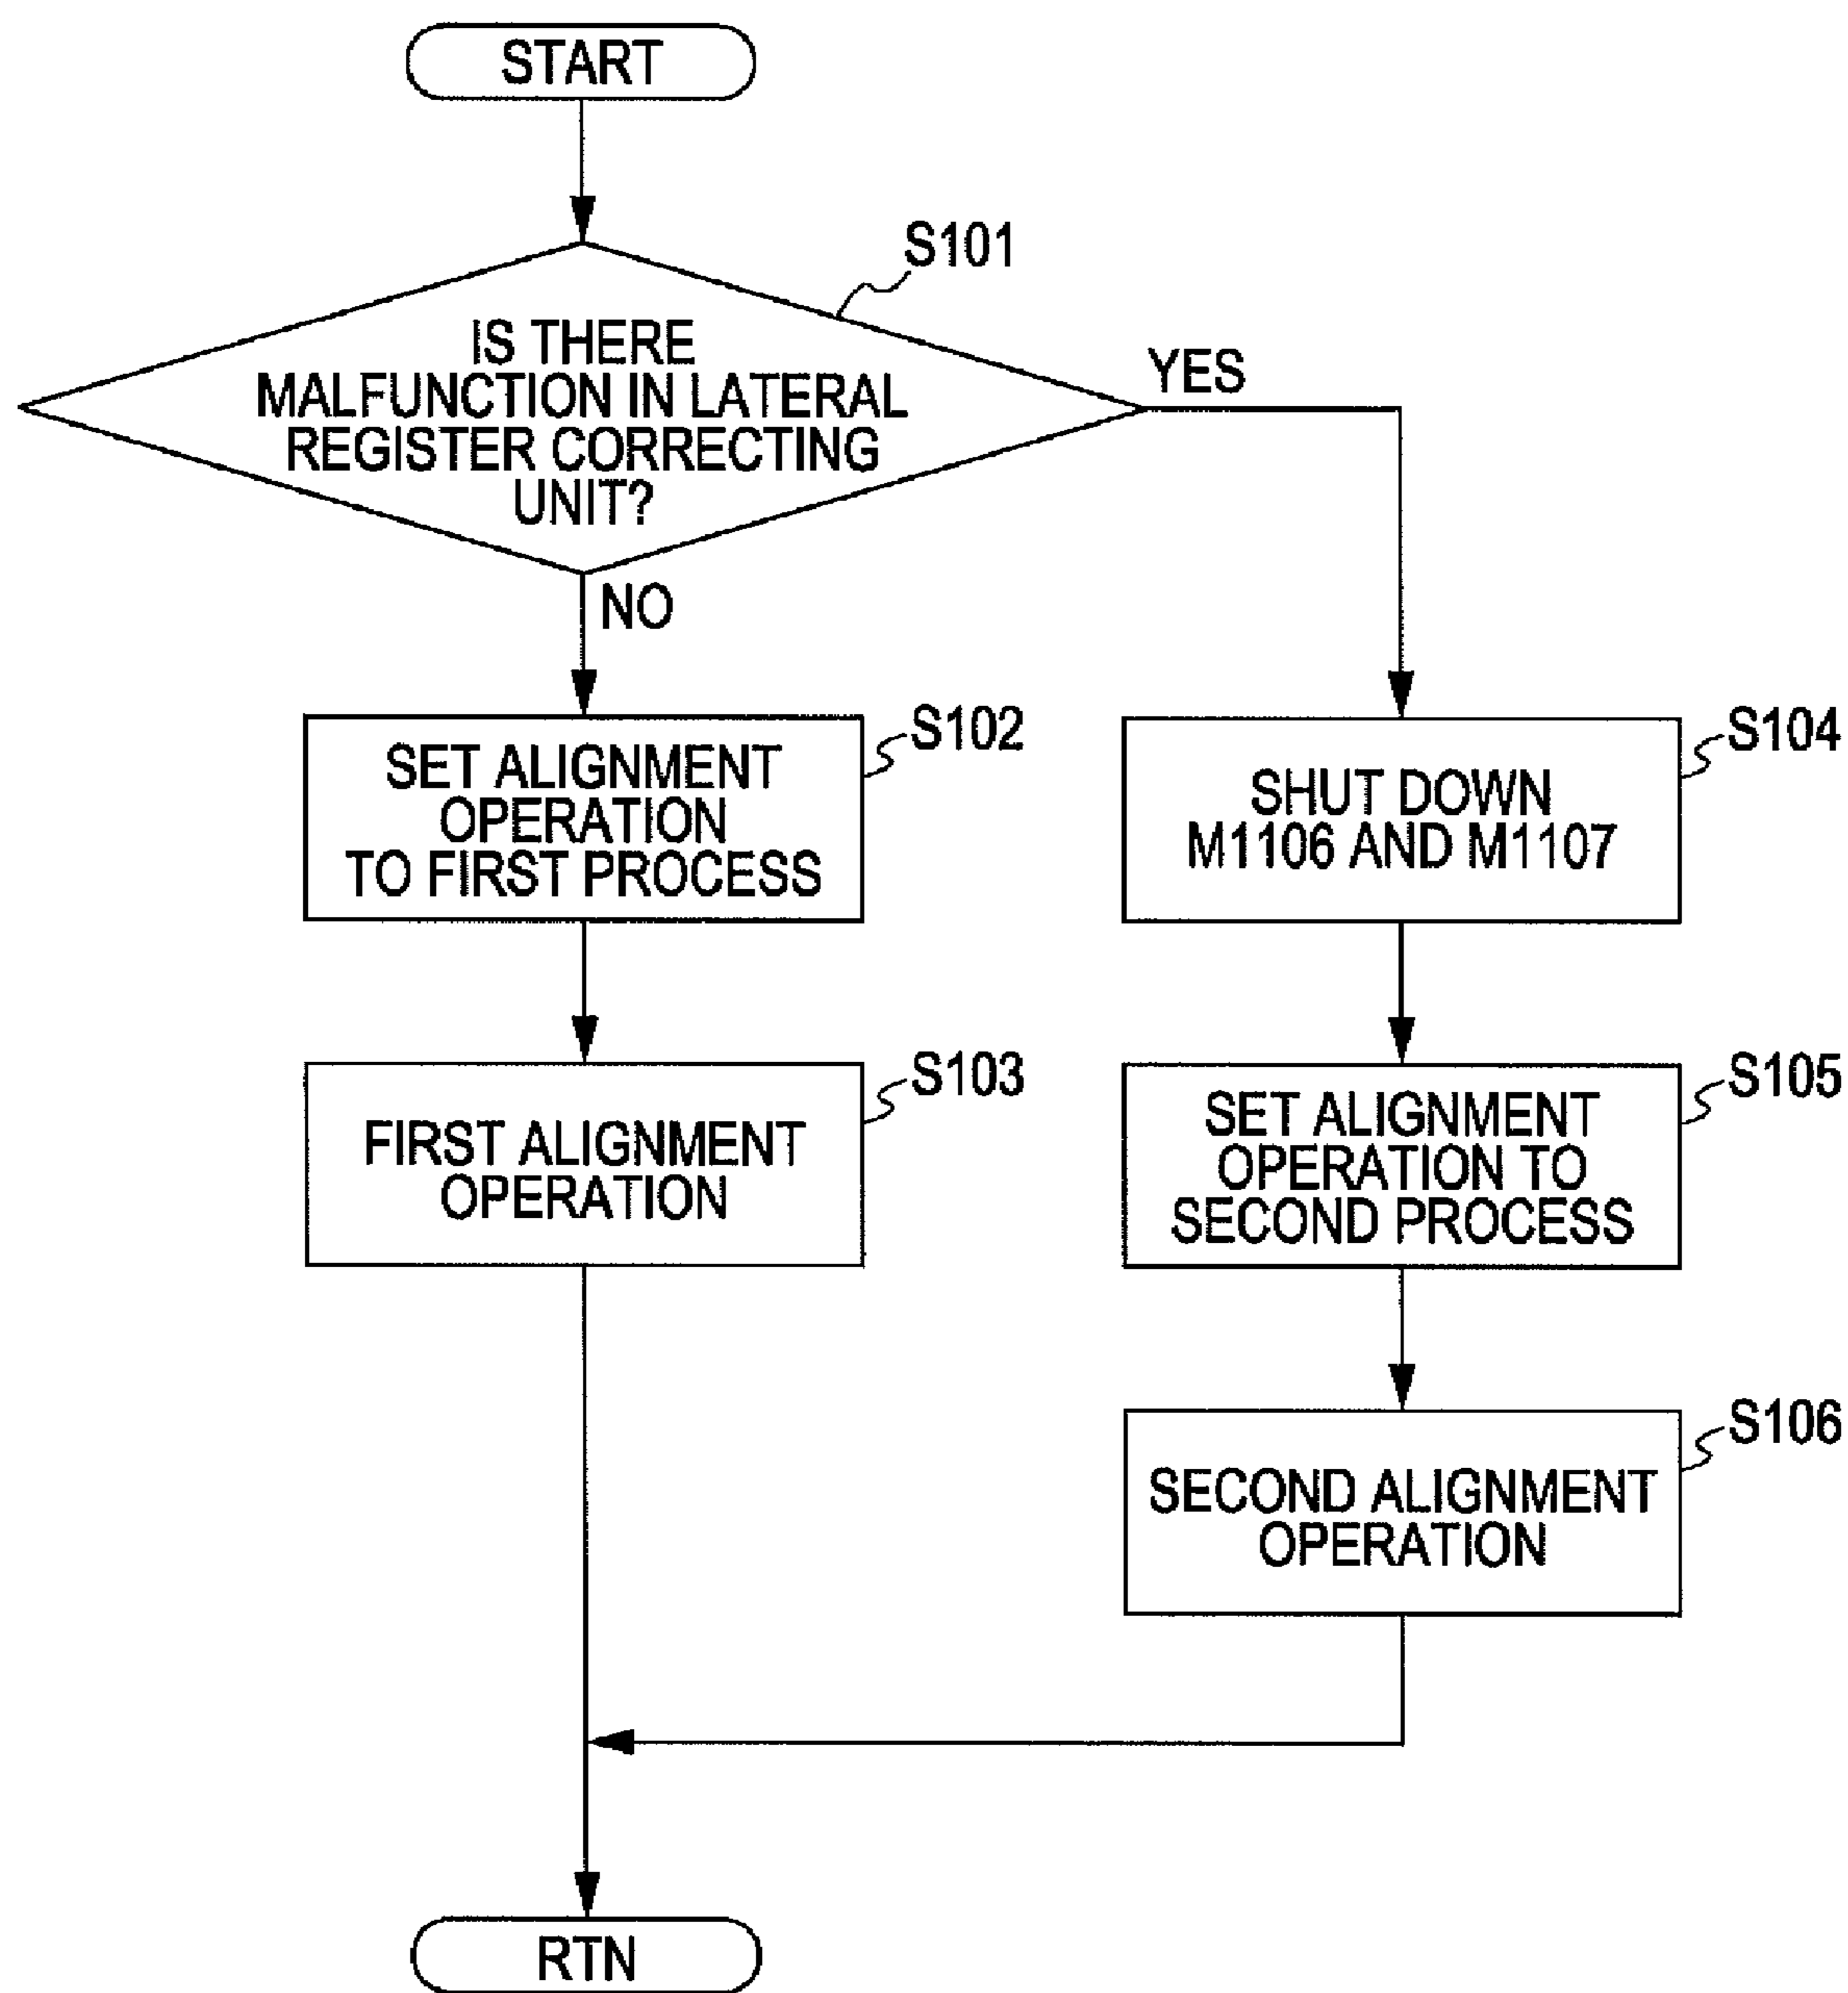 START
S101
IS THERE
MALFUNCTION IN LATERAL
REGISTER CORRECTING
UNIT?
YES
NO
S102
SET ALIGNMENT
OPERATION
TO FIRST PROCESS
S104
SHUT DOWN
M1106 AND M1107
S103
FIRST ALIGNMENT
OPERATION
S105
SET ALIGNMENT
OPERATION TO
SECOND PROCESS
S106
SECOND ALIGNMENT
OPERATION
RTN